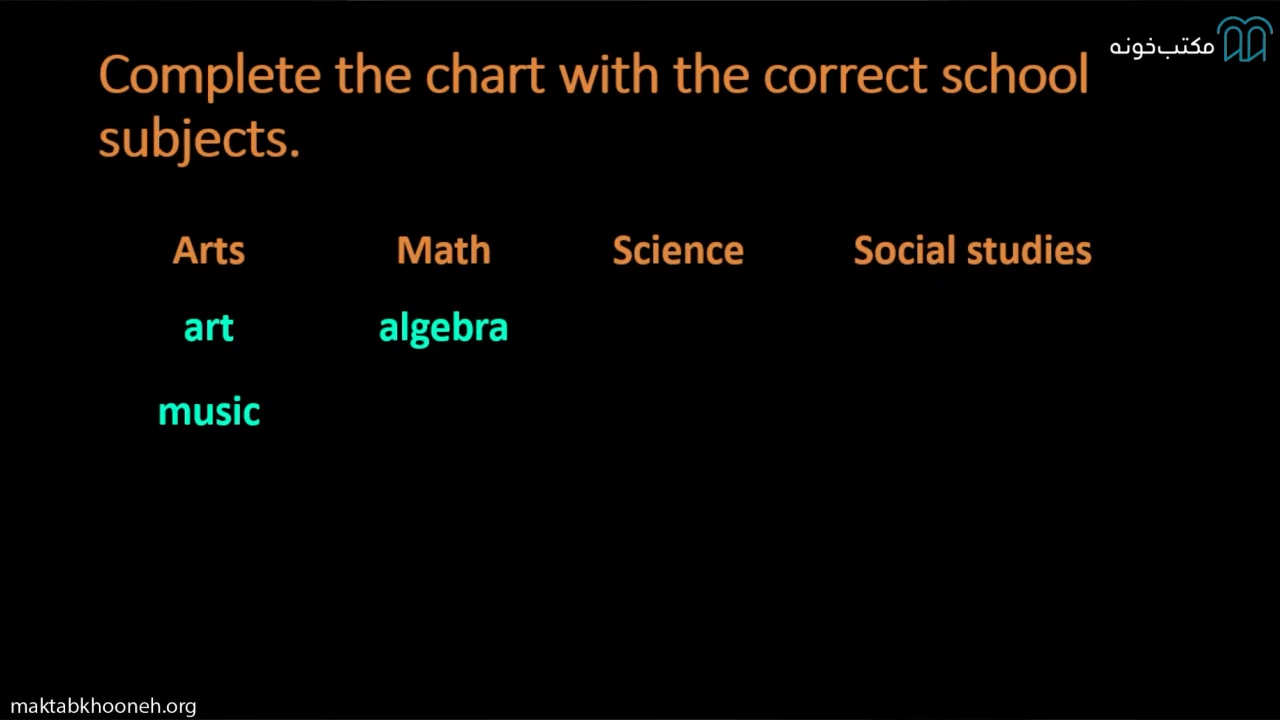 مکتب‌خونه
Complete the chart with the correct school
subjects.
Arts Math Science Social studies
art algebra
music
maktabkhooneh.org